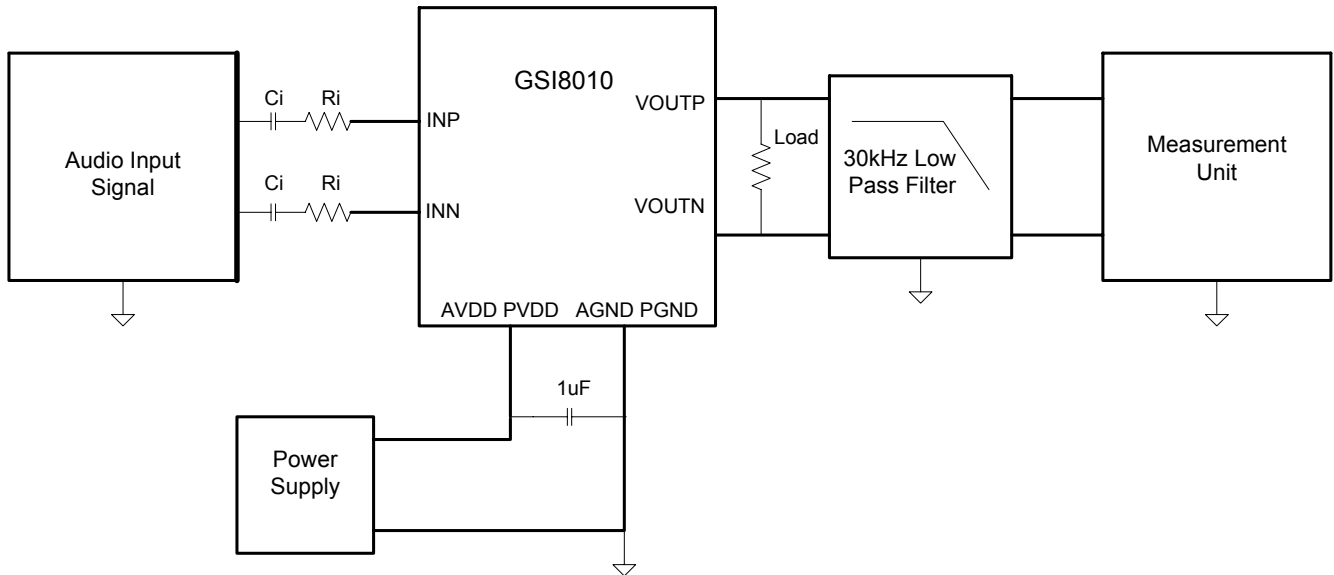 GSI8010
Audio Input
Signal
Ci
Ri
INP
Ci
Ri
INN
VOUTP
VOUTN
Load
30kHz Low
Pass Filter
Measurement
Unit
AVDD PVDD
AGND PGND
1uF
Power
Supply